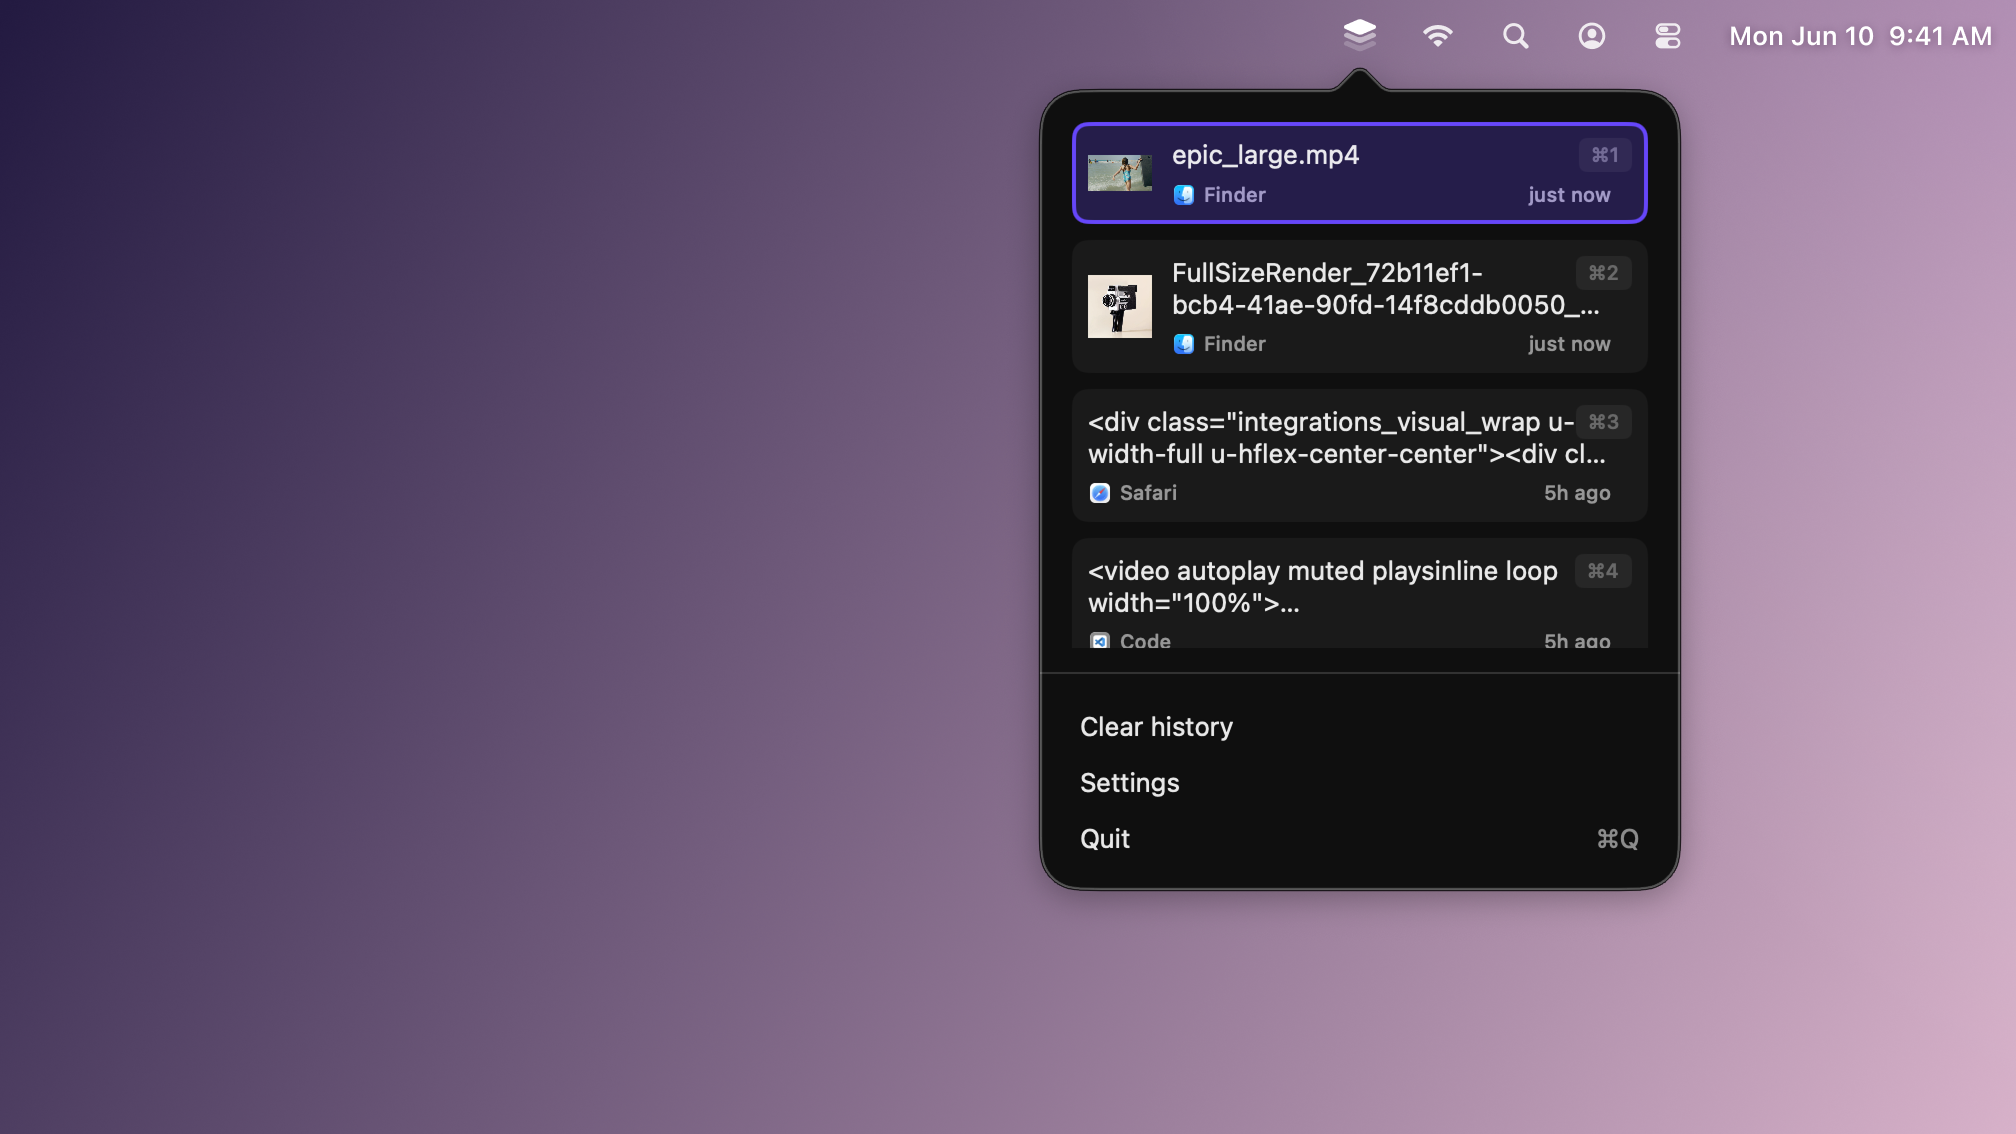 Mon Jun 10 9:41 AM
epic_large.mp4 ⌘1
Finder just now
FullSizeRender_72b11ef1- ⌘2
bcb4-41ae-90fd-14f8cddb0050_...
Finder just now
<div class="integrations_visual_wrap u- ⌘3
width-full u-hflex-center-center"><div cl...
Safari 5h ago
<video autoplay muted playsinline loop ⌘4
width="100%">...
Code 5h ago
Clear history
Settings
Quit ⌘Q